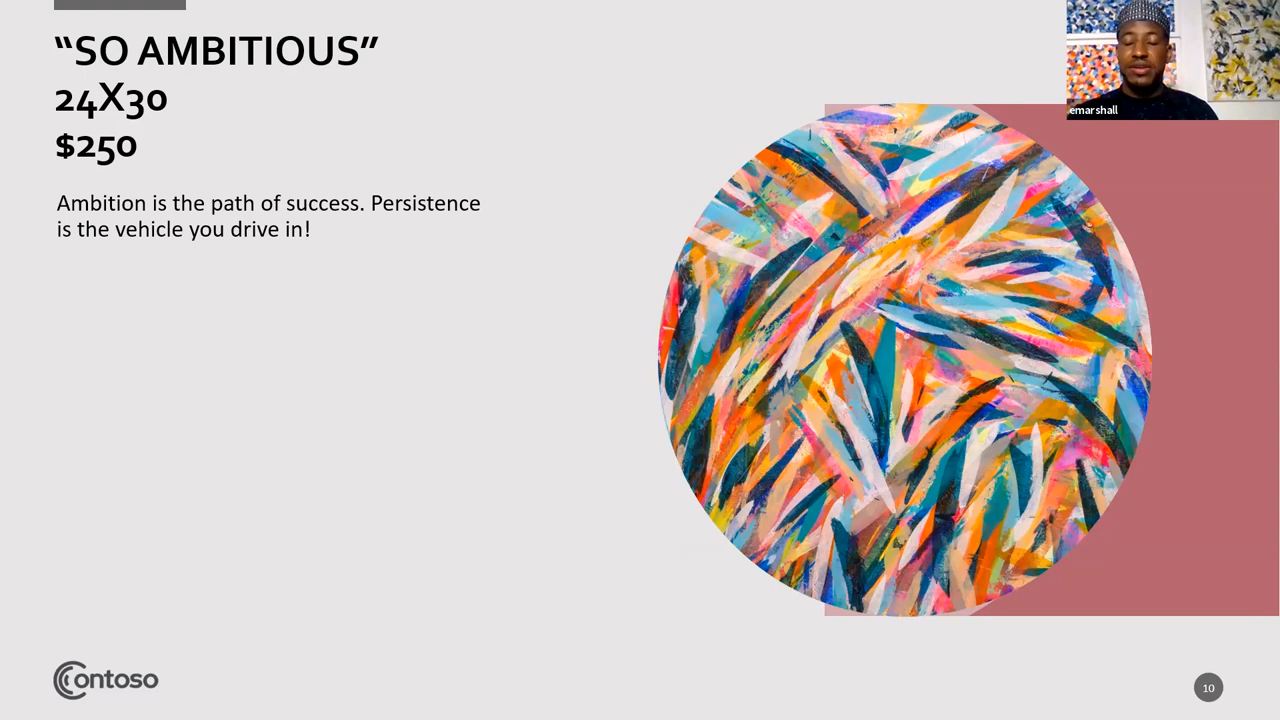 “SO AMBITIOUS”
24X30
$250
Ambition is the path of success. Persistence
is the vehicle you drive in!
emarshall
Contoso
10